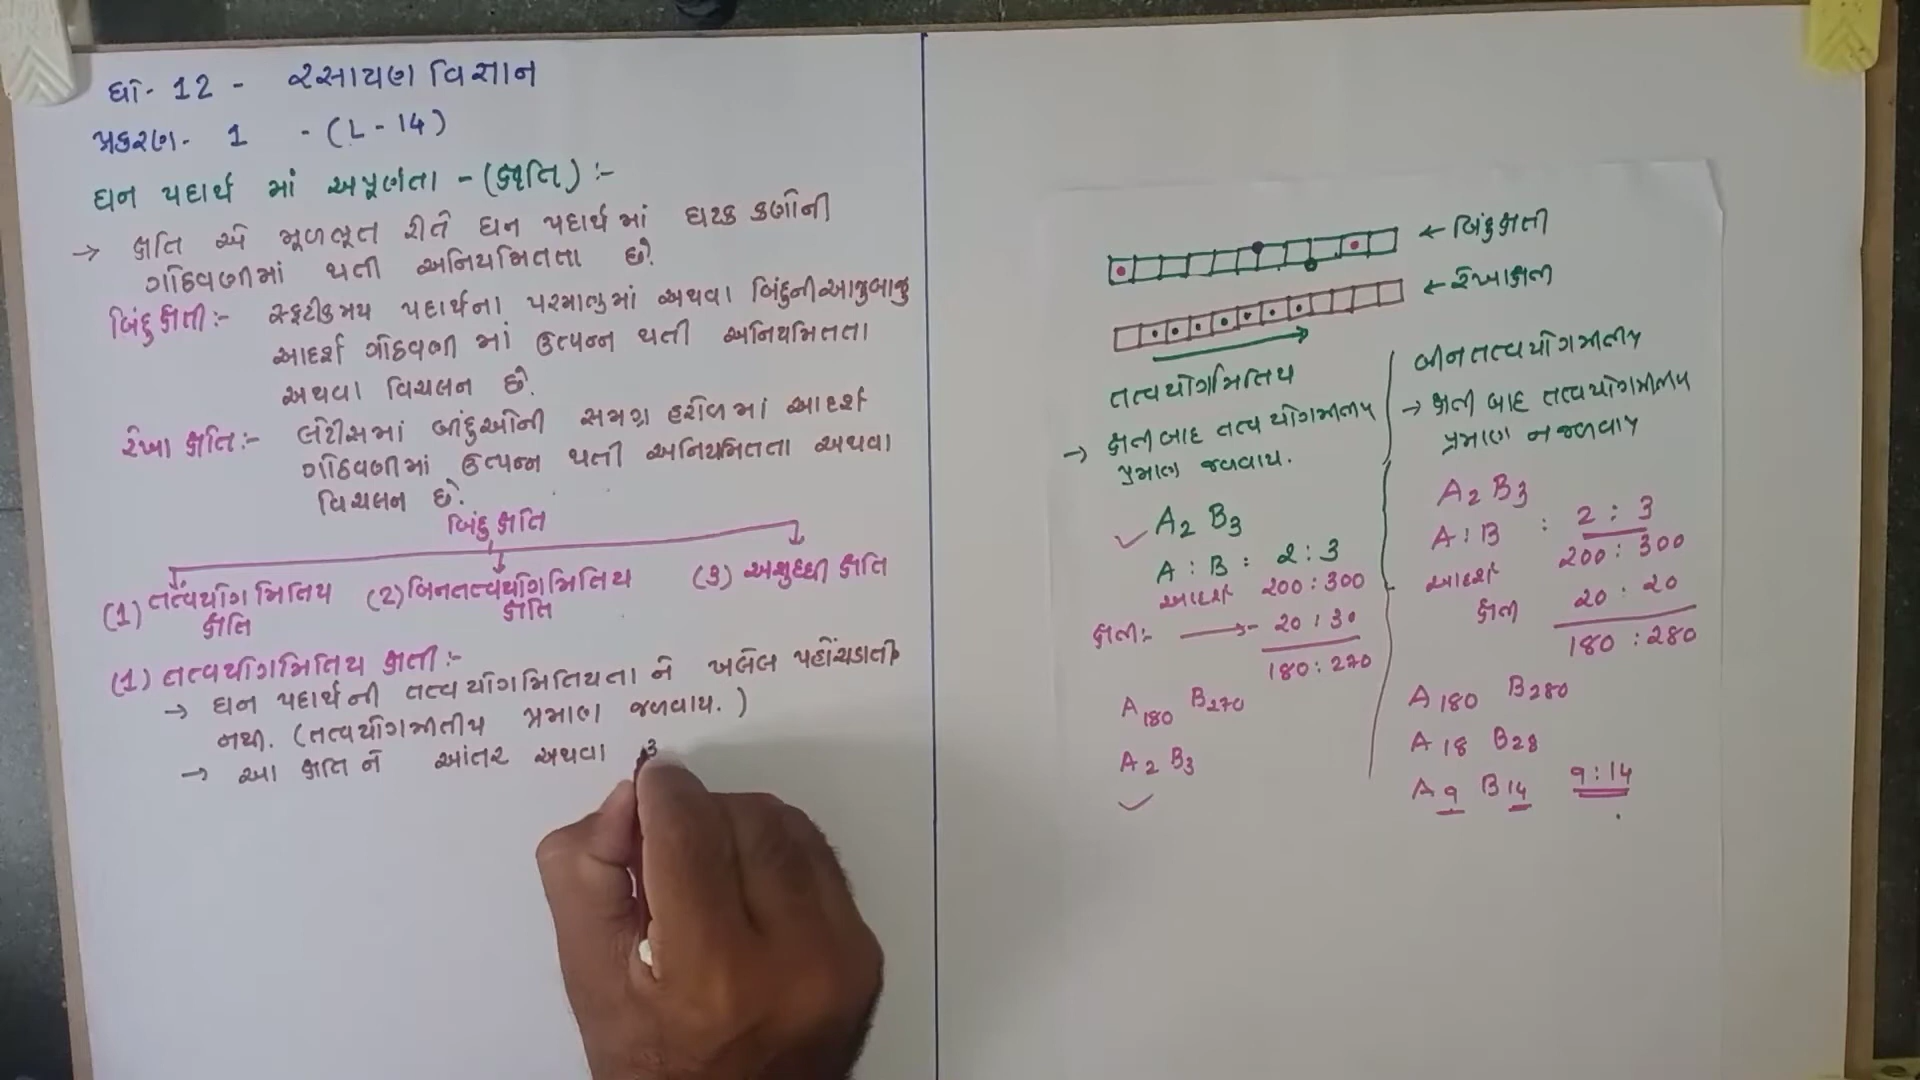 ધો- 12 - રસાયણ વિજ્ઞાન
પ્રકરણ- 1 - (L - 14)
ઘન પદાર્થ માં અપૂર્ણતા - (ક્ષતિ) :-
→ ક્ષતિ એ મૂળભૂત રીતે ઘન પદાર્થ માં ઘટક કણોની
ગોઠવણીમાં થતી અનિયમિતતા છે.
બિંદુ ક્ષતી :- સ્ફટીકમય પદાર્થના પરમાણુમાં અથવા બિંદુની આજુબાજુ
આદર્શ ગોઠવણી માં ઉત્પન્ન થતી અનિયમિતતા
અથવા વિચલન છે.
રેખા ક્ષતિ :- લેટીસમાં બીંદુઓની સમગ્ર હરોળમાં આદર્શ
ગોઠવણીમાં ઉત્પન્ન થતી અનિયમિતતા અથવા
વિચલન છે.
બિંદુ ક્ષતિ
(1) તત્વયોગમિતિય ક્ષતિ
(2) બિનતત્વયોગમિતિય ક્ષતિ
(3) અશુધ્ધી ક્ષતિ
(1) તત્વયોગમિતિય ક્ષતી :-
→ ઘન પદાર્થની તત્વયોગમિતિયતા ને ખલેલ પહોંચાડાતી
નથી. (તત્વયોગમીતીય પ્રમાણ જળવાય.)
→ આ ક્ષતિ ને આંતર અથવા
← બિંદુક્ષતી
← રેખાક્ષતી
તત્વયોગમિતિય
→ ક્ષતી બાદ તત્વ યોગમીતીય
પ્રમાણ જળવાય.
✓ A2 B3
A : B : 2 : 3
આદર્શ 200 : 300
ક્ષતી :- → - 20 : 30
180 : 270
A180 B270
A2 B3
✓
બીનતત્વયોગમીતીય
→ ક્ષતી બાદ તત્વયોગમીતીય
પ્રમાણ ન જળવાય
A2 B3
A : B : 2 : 3
આદર્શ 200 : 300
ક્ષતી 20 : 20
180 : 280
A180 B280
A18 B28
A9 B14 9 : 14